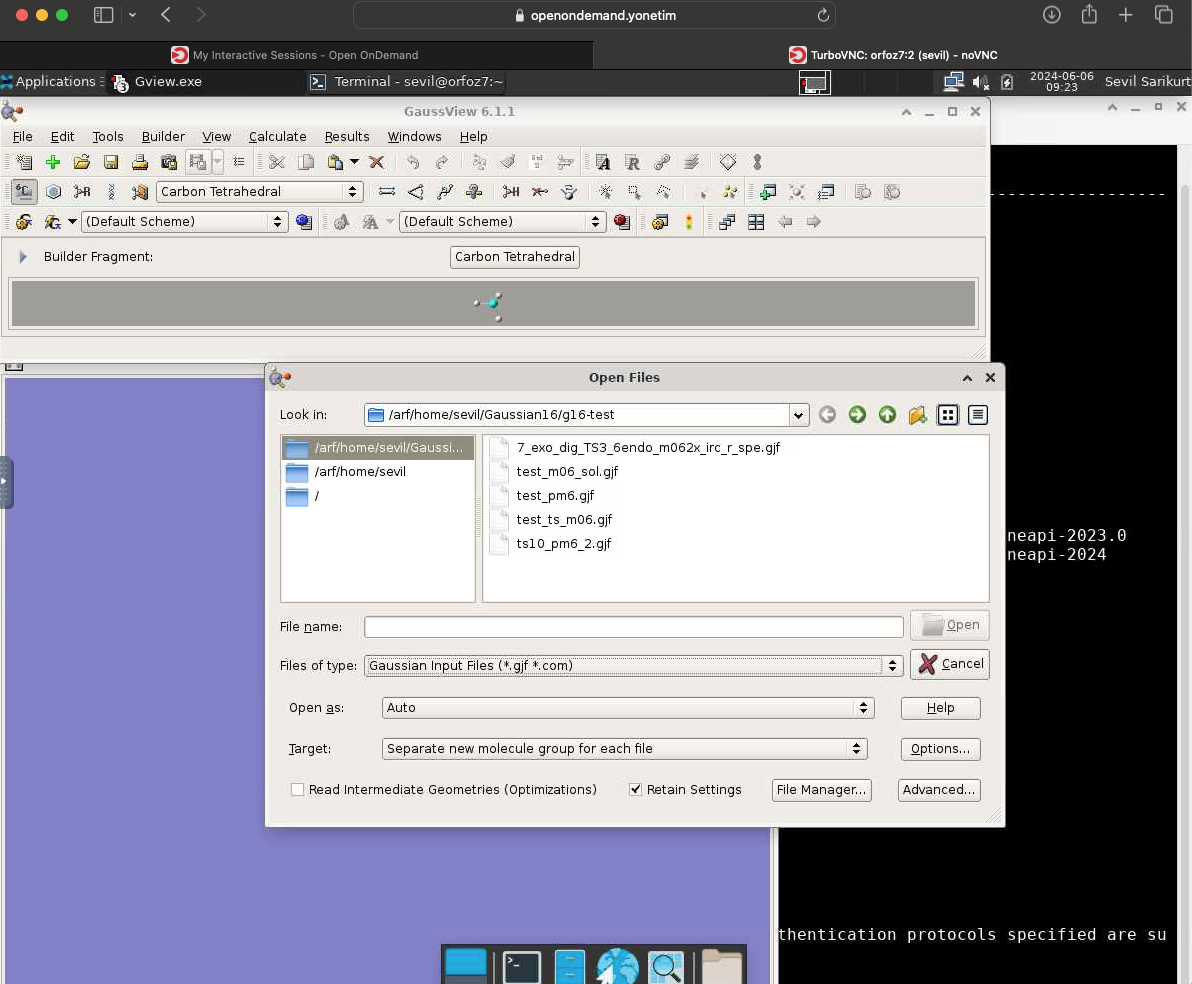 openondemand.yonetim
My Interactive Sessions - Open OnDemand
TurboVNC: orfoz7:2 (sevil) - noVNC
Applications
3 Gview.exe
Terminal - sevil@orfoz7:~
2024-06-06
09:23
Sevil Sarikurt
GaussView 6.1.1
File Edit Tools Builder View Calculate Results Windows Help
Carbon Tetrahedral
(Default Scheme)
(Default Scheme)
Builder Fragment:
Carbon Tetrahedral
Open Files
Look in: /arf/home/sevil/Gaussian16/g16-test
/arf/home/sevil/Gaussi...
/arf/home/sevil
/
7_exo_dig_TS3_6endo_m062x_irc_r_spe.gjf
test_m06_sol.gjf
test_pm6.gjf
test_ts_m06.gjf
ts10_pm6_2.gjf
neapi-2023.0
neapi-2024
File name:
Open
Files of type: Gaussian Input Files (*.gjf *.com)
Cancel
Open as: Auto
Help
Target: Separate new molecule group for each file
Options...
Read Intermediate Geometries (Optimizations)
Retain Settings
File Manager...
Advanced...
thentication protocols specified are su